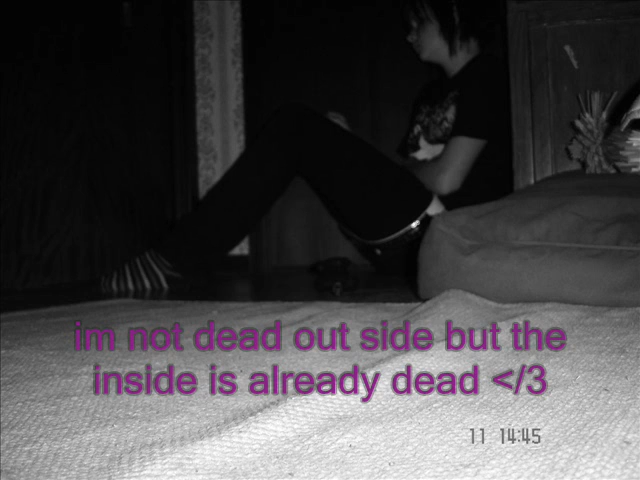 im not dead out side but the
inside is already dead </3
11 14:45